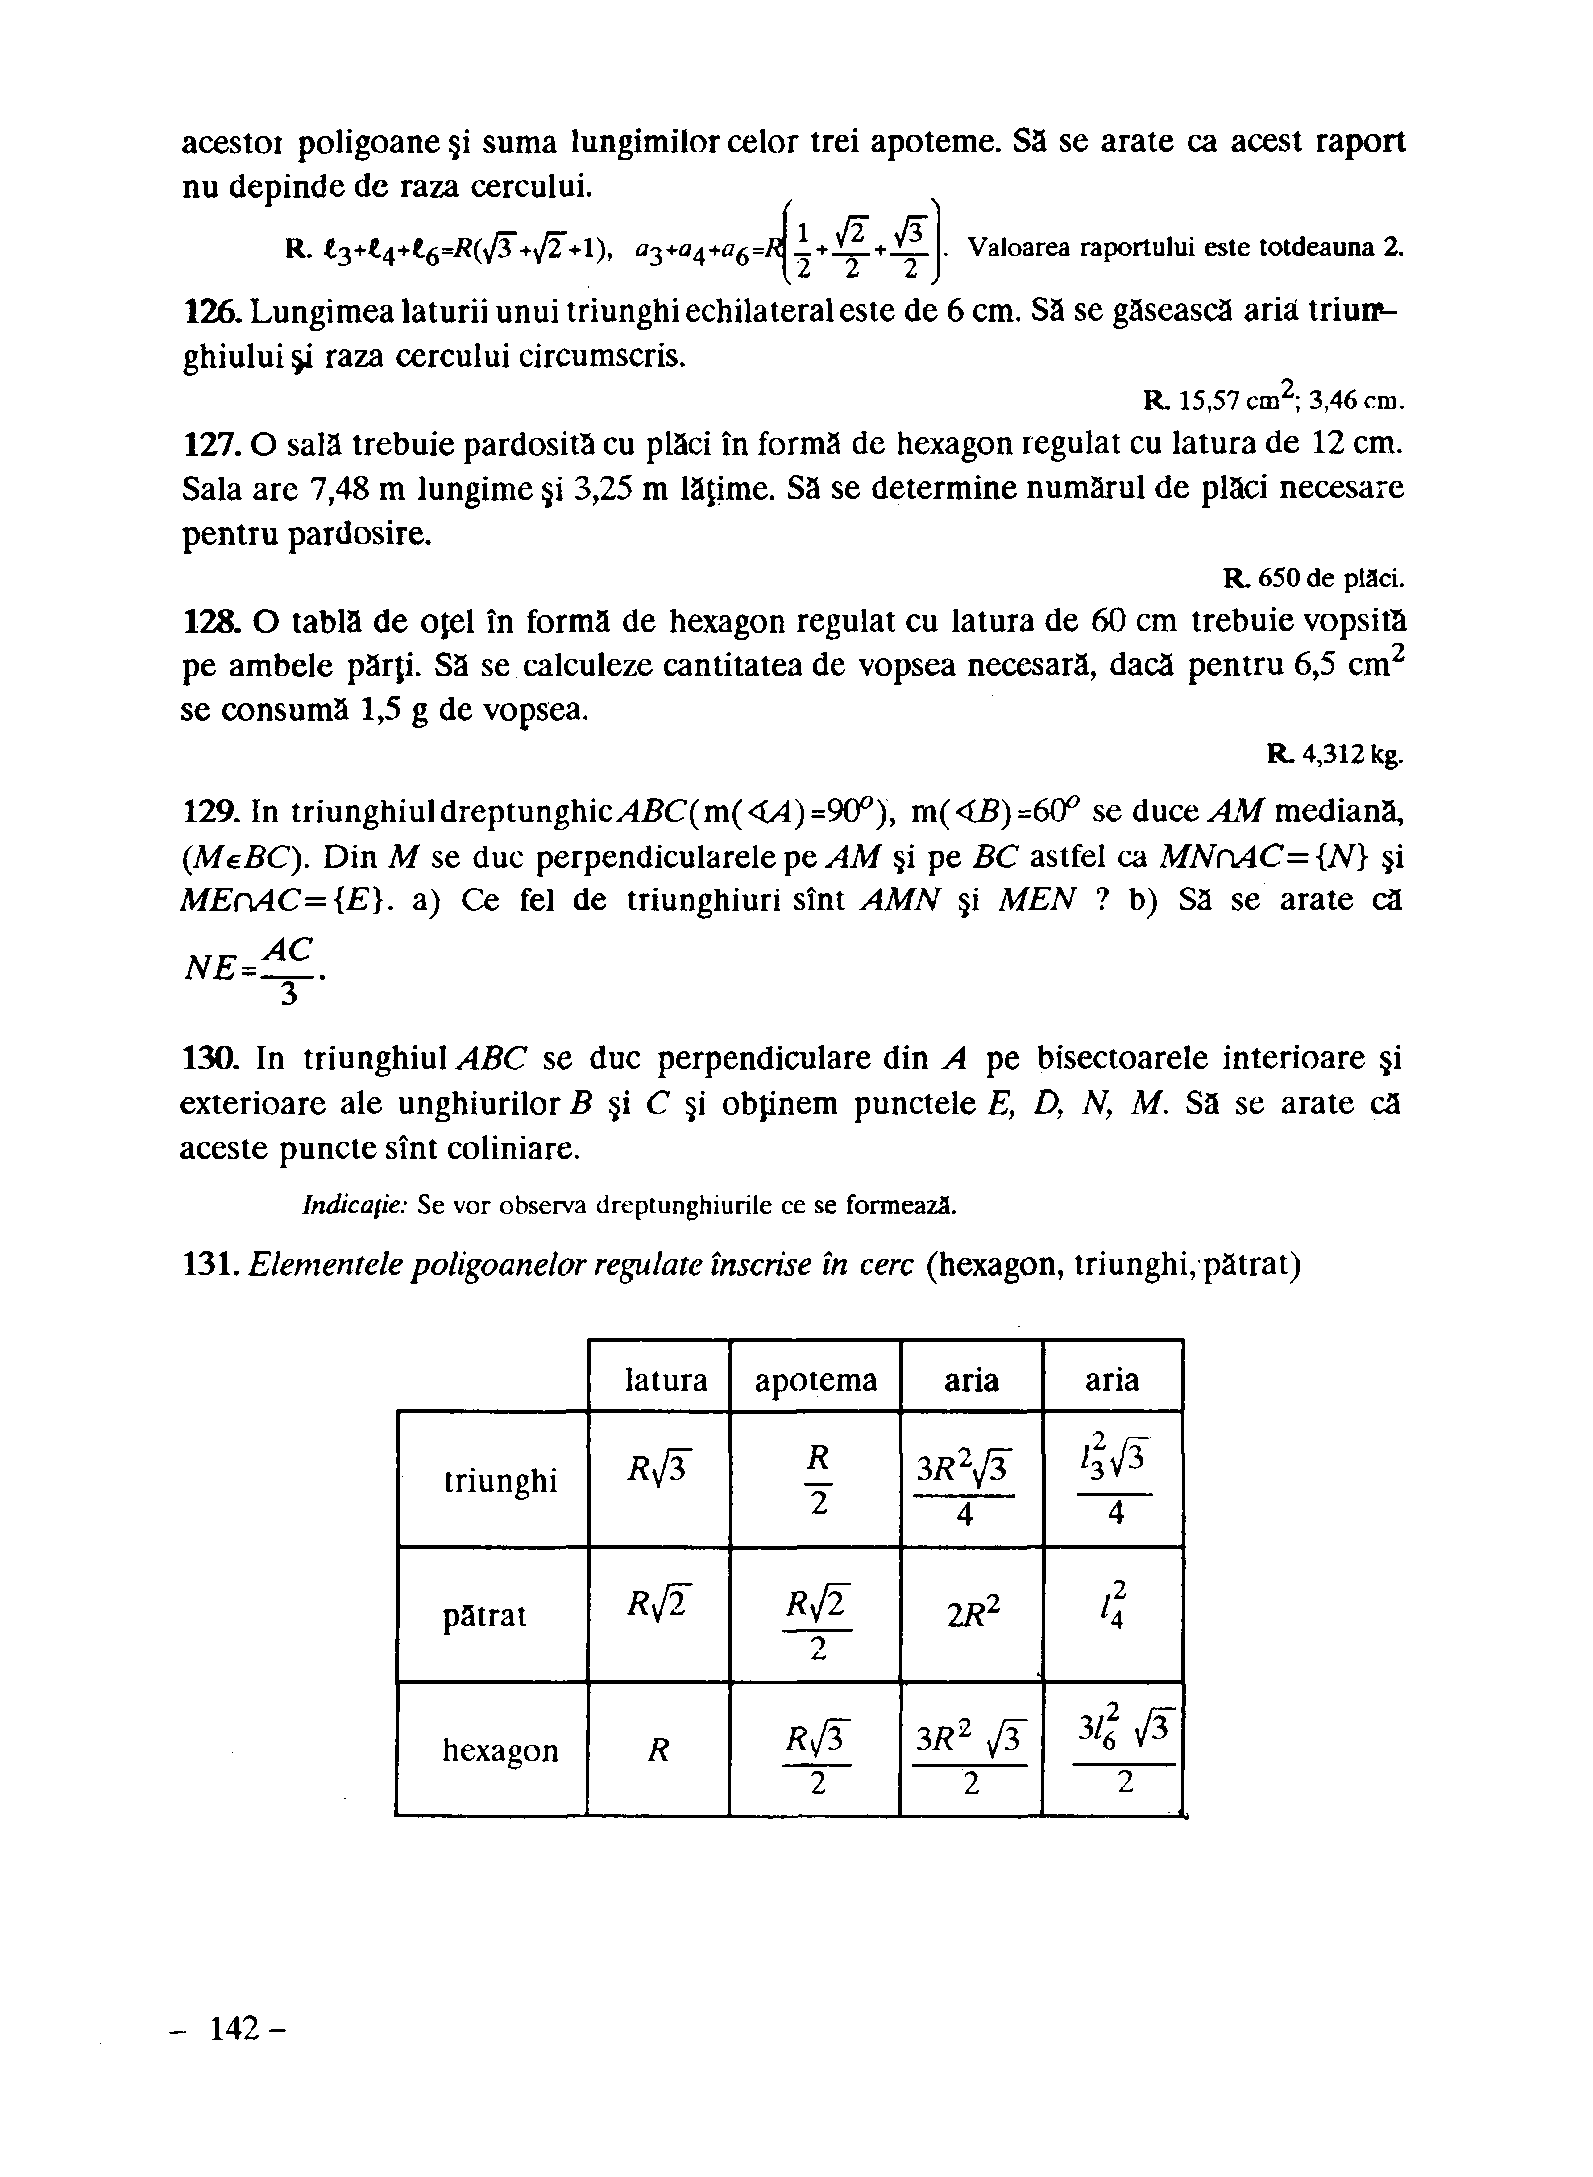 acestor poligoane şi suma lungimilor celor trei apoteme. Să se arate ca acest raport
nu depinde de raza cercului.
R. ℓ₃+ℓ₄+ℓ₆=R(√3+√2+1), a₃+a₄+a₆=R(1/2+√2/2+√3/2). Valoarea raportului este totdeauna 2.
126. Lungimea laturii unui triunghi echilateral este de 6 cm. Să se găsească aria triun-
ghiului şi raza cercului circumscris.
R. 15,57 cm²; 3,46 cm.
127. O sală trebuie pardosită cu plăci în formă de hexagon regulat cu latura de 12 cm.
Sala are 7,48 m lungime şi 3,25 m lăţime. Să se determine numărul de plăci necesare
pentru pardosire.
R. 650 de plăci.
128. O tablă de oţel în formă de hexagon regulat cu latura de 60 cm trebuie vopsită
pe ambele părţi. Să se calculeze cantitatea de vopsea necesară, dacă pentru 6,5 cm²
se consumă 1,5 g de vopsea.
R. 4,312 kg.
129. In triunghiul dreptunghic ABC(m(∢A)=90°), m(∢B)=60° se duce AM mediană,
(M∈BC). Din M se duc perpendicularele pe AM şi pe BC astfel ca MN∩AC={N} şi
ME∩AC={E}. a) Ce fel de triunghiuri sînt AMN şi MEN ? b) Să se arate că
NE=AC/3.
130. In triunghiul ABC se duc perpendiculare din A pe bisectoarele interioare şi
exterioare ale unghiurilor B şi C şi obţinem punctele E, D, N, M. Să se arate că
aceste puncte sînt coliniare.
Indicaţie: Se vor observa dreptunghiurile ce se formează.
131. Elementele poligoanelor regulate înscrise în cerc (hexagon, triunghi, pătrat)
latura apotema aria aria
triunghi R√3 R/2 3R²√3/4 l₃²√3/4
pătrat R√2 R√2/2 2R² l₄²
hexagon R R√3/2 3R²√3/2 3l₆²√3/2
– 142 –